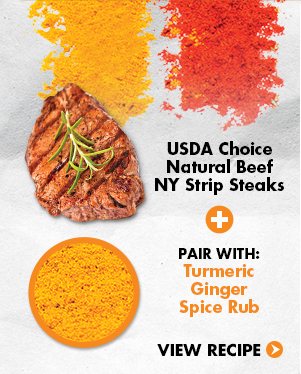 USDA Choice
Natural Beef
NY Strip Steaks
PAIR WITH:
Turmeric
Ginger
Spice Rub
VIEW RECIPE